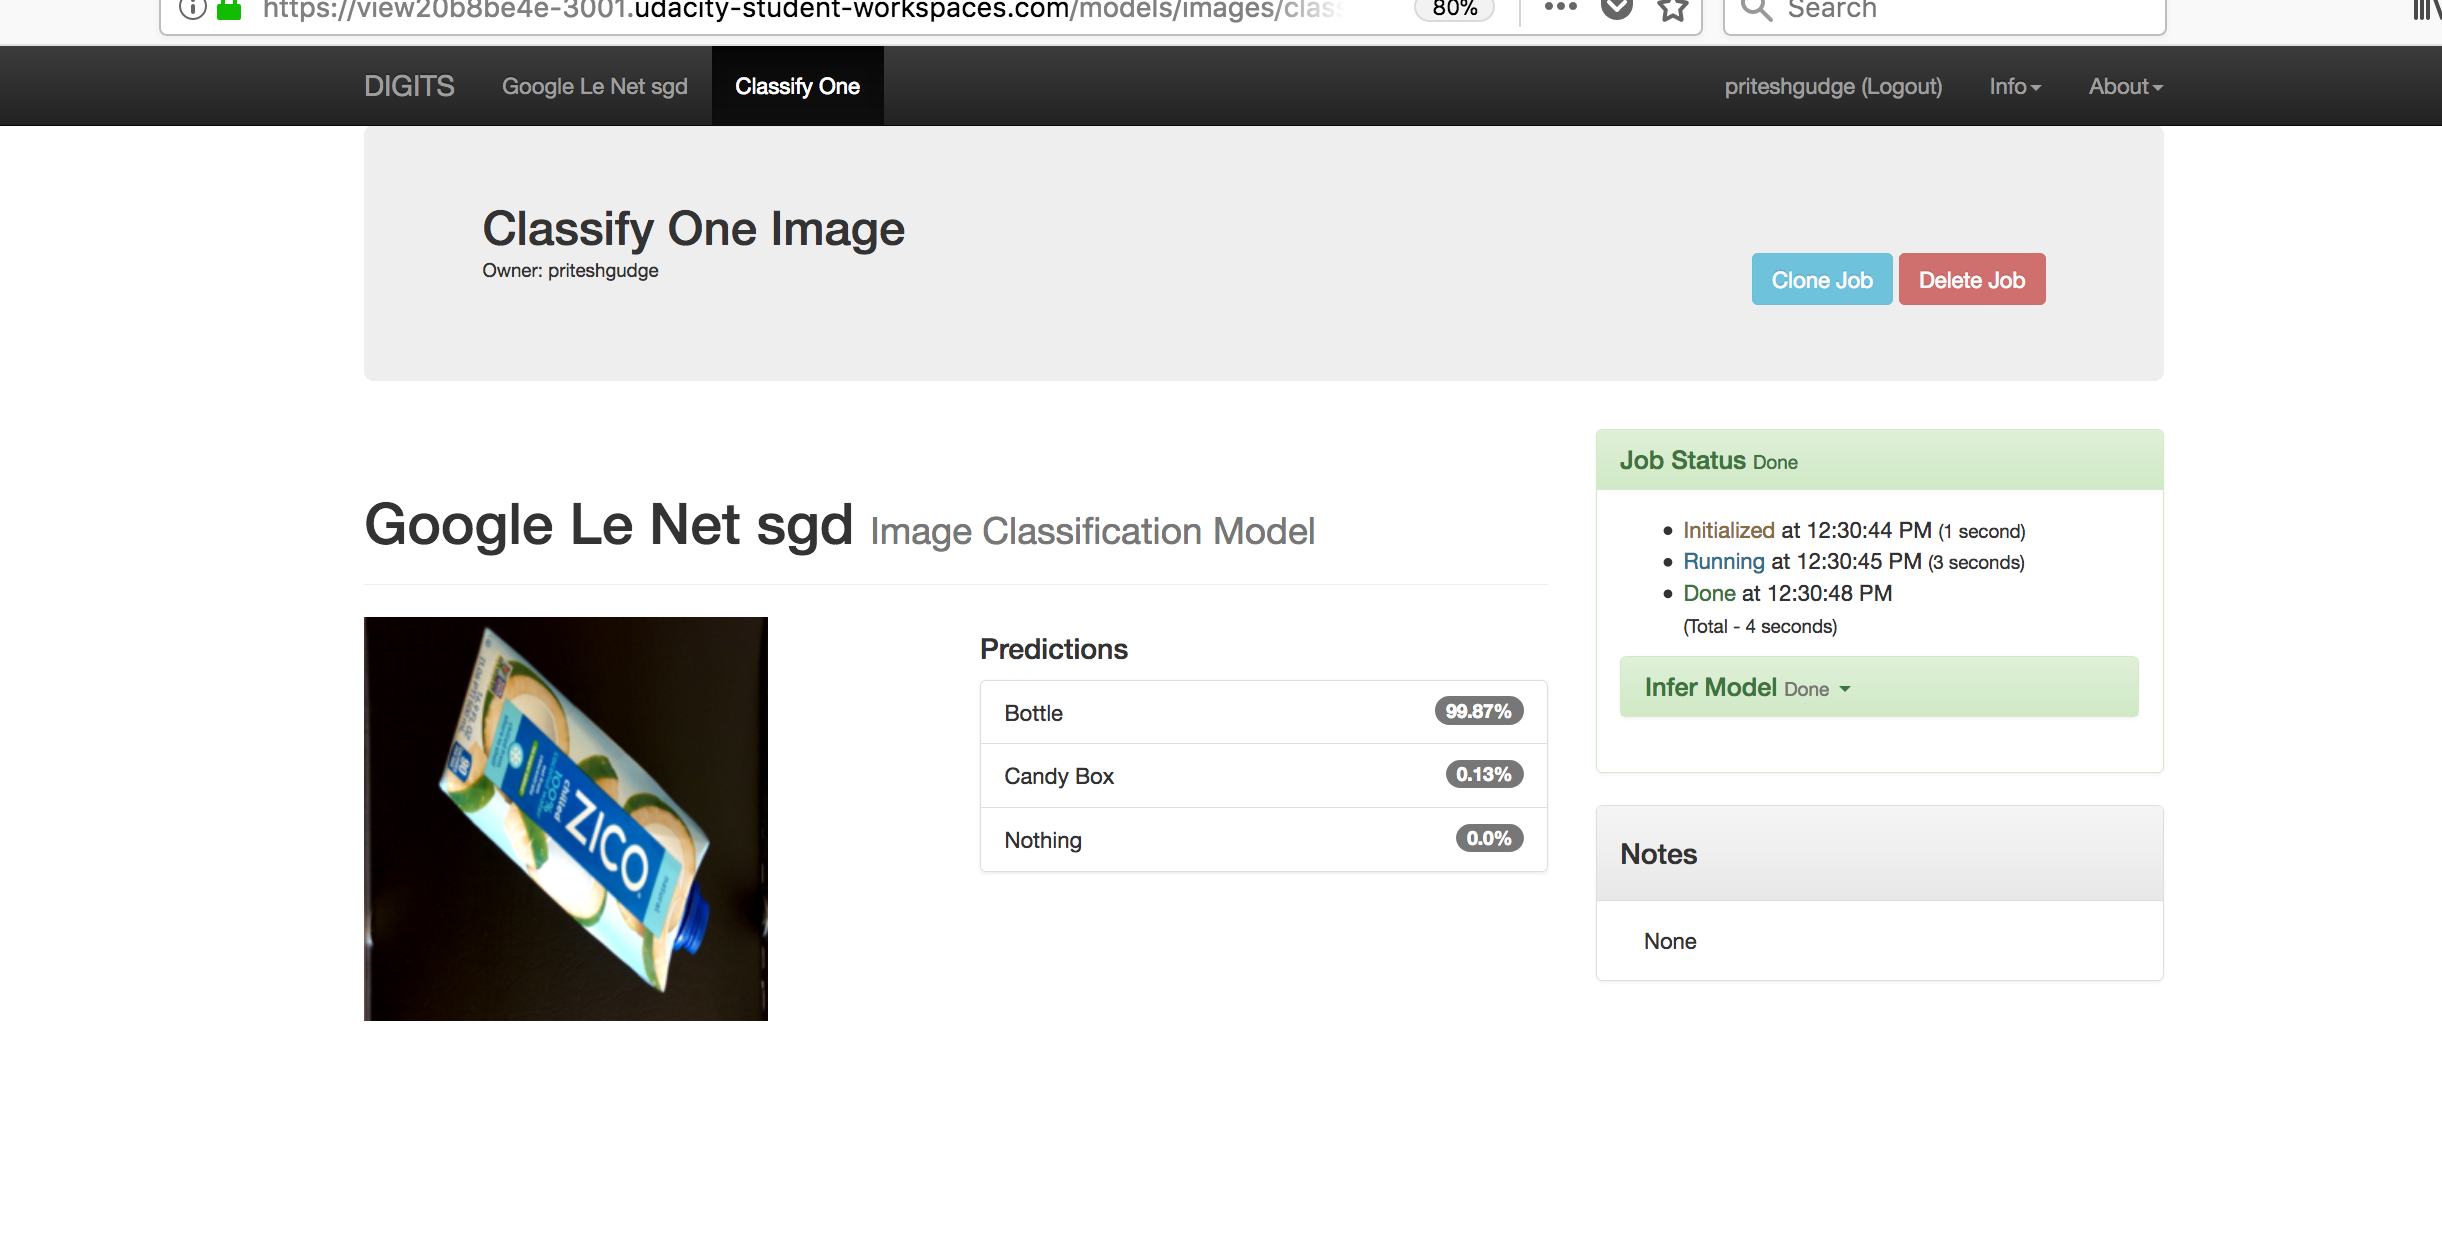 https://view20b8be4e-3001.udacity-student-workspaces.com/models/images/clas
80%
Search
DIGITS
Google Le Net sgd
Classify One
priteshgudge (Logout)
Info
About
Classify One Image
Owner: priteshgudge
Clone Job
Delete Job
Google Le Net sgd Image Classification Model
ZICO
chilled
100%
natural
90
Predictions
Bottle 99.87%
Candy Box 0.13%
Nothing 0.0%
Job Status Done
Initialized at 12:30:44 PM (1 second)
Running at 12:30:45 PM (3 seconds)
Done at 12:30:48 PM
(Total - 4 seconds)
Infer Model Done
Notes
None